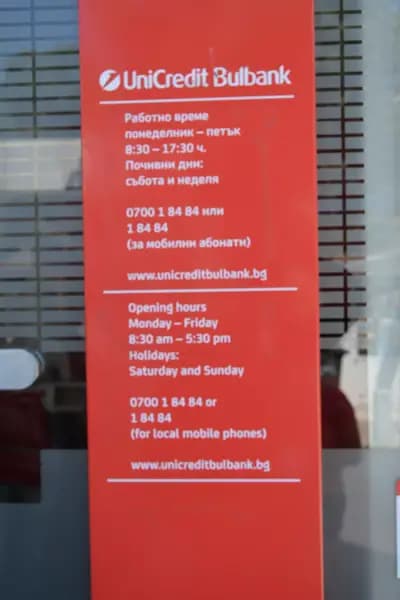 UniCredit Bulbank
Работно време
понеделник – петък
8:30 – 17:30 ч.
Почивни дни:
събота и неделя
0700 1 84 84 или
1 84 84
(за мобилни абонати)
www.unicreditbulbank.bg
Opening hours
Monday – Friday
8:30 am – 5:30 pm
Holidays:
Saturday and Sunday
0700 1 84 84 or
1 84 84
(for local mobile phones)
www.unicreditbulbank.bg